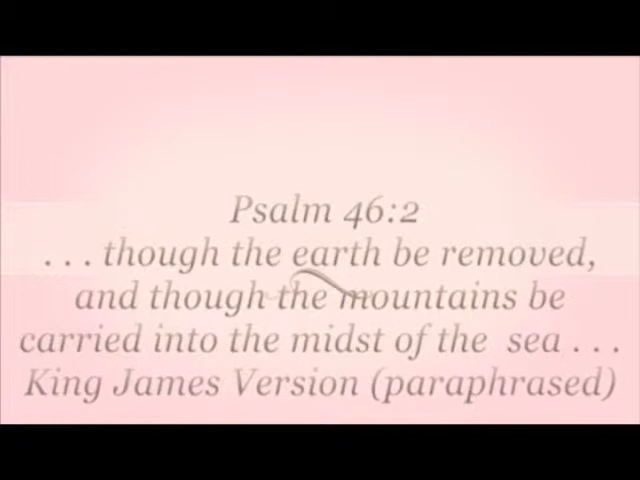 Psalm 46:2
. . . though the earth be removed,
and though the mountains be
carried into the midst of the sea . . .
King James Version (paraphrased)